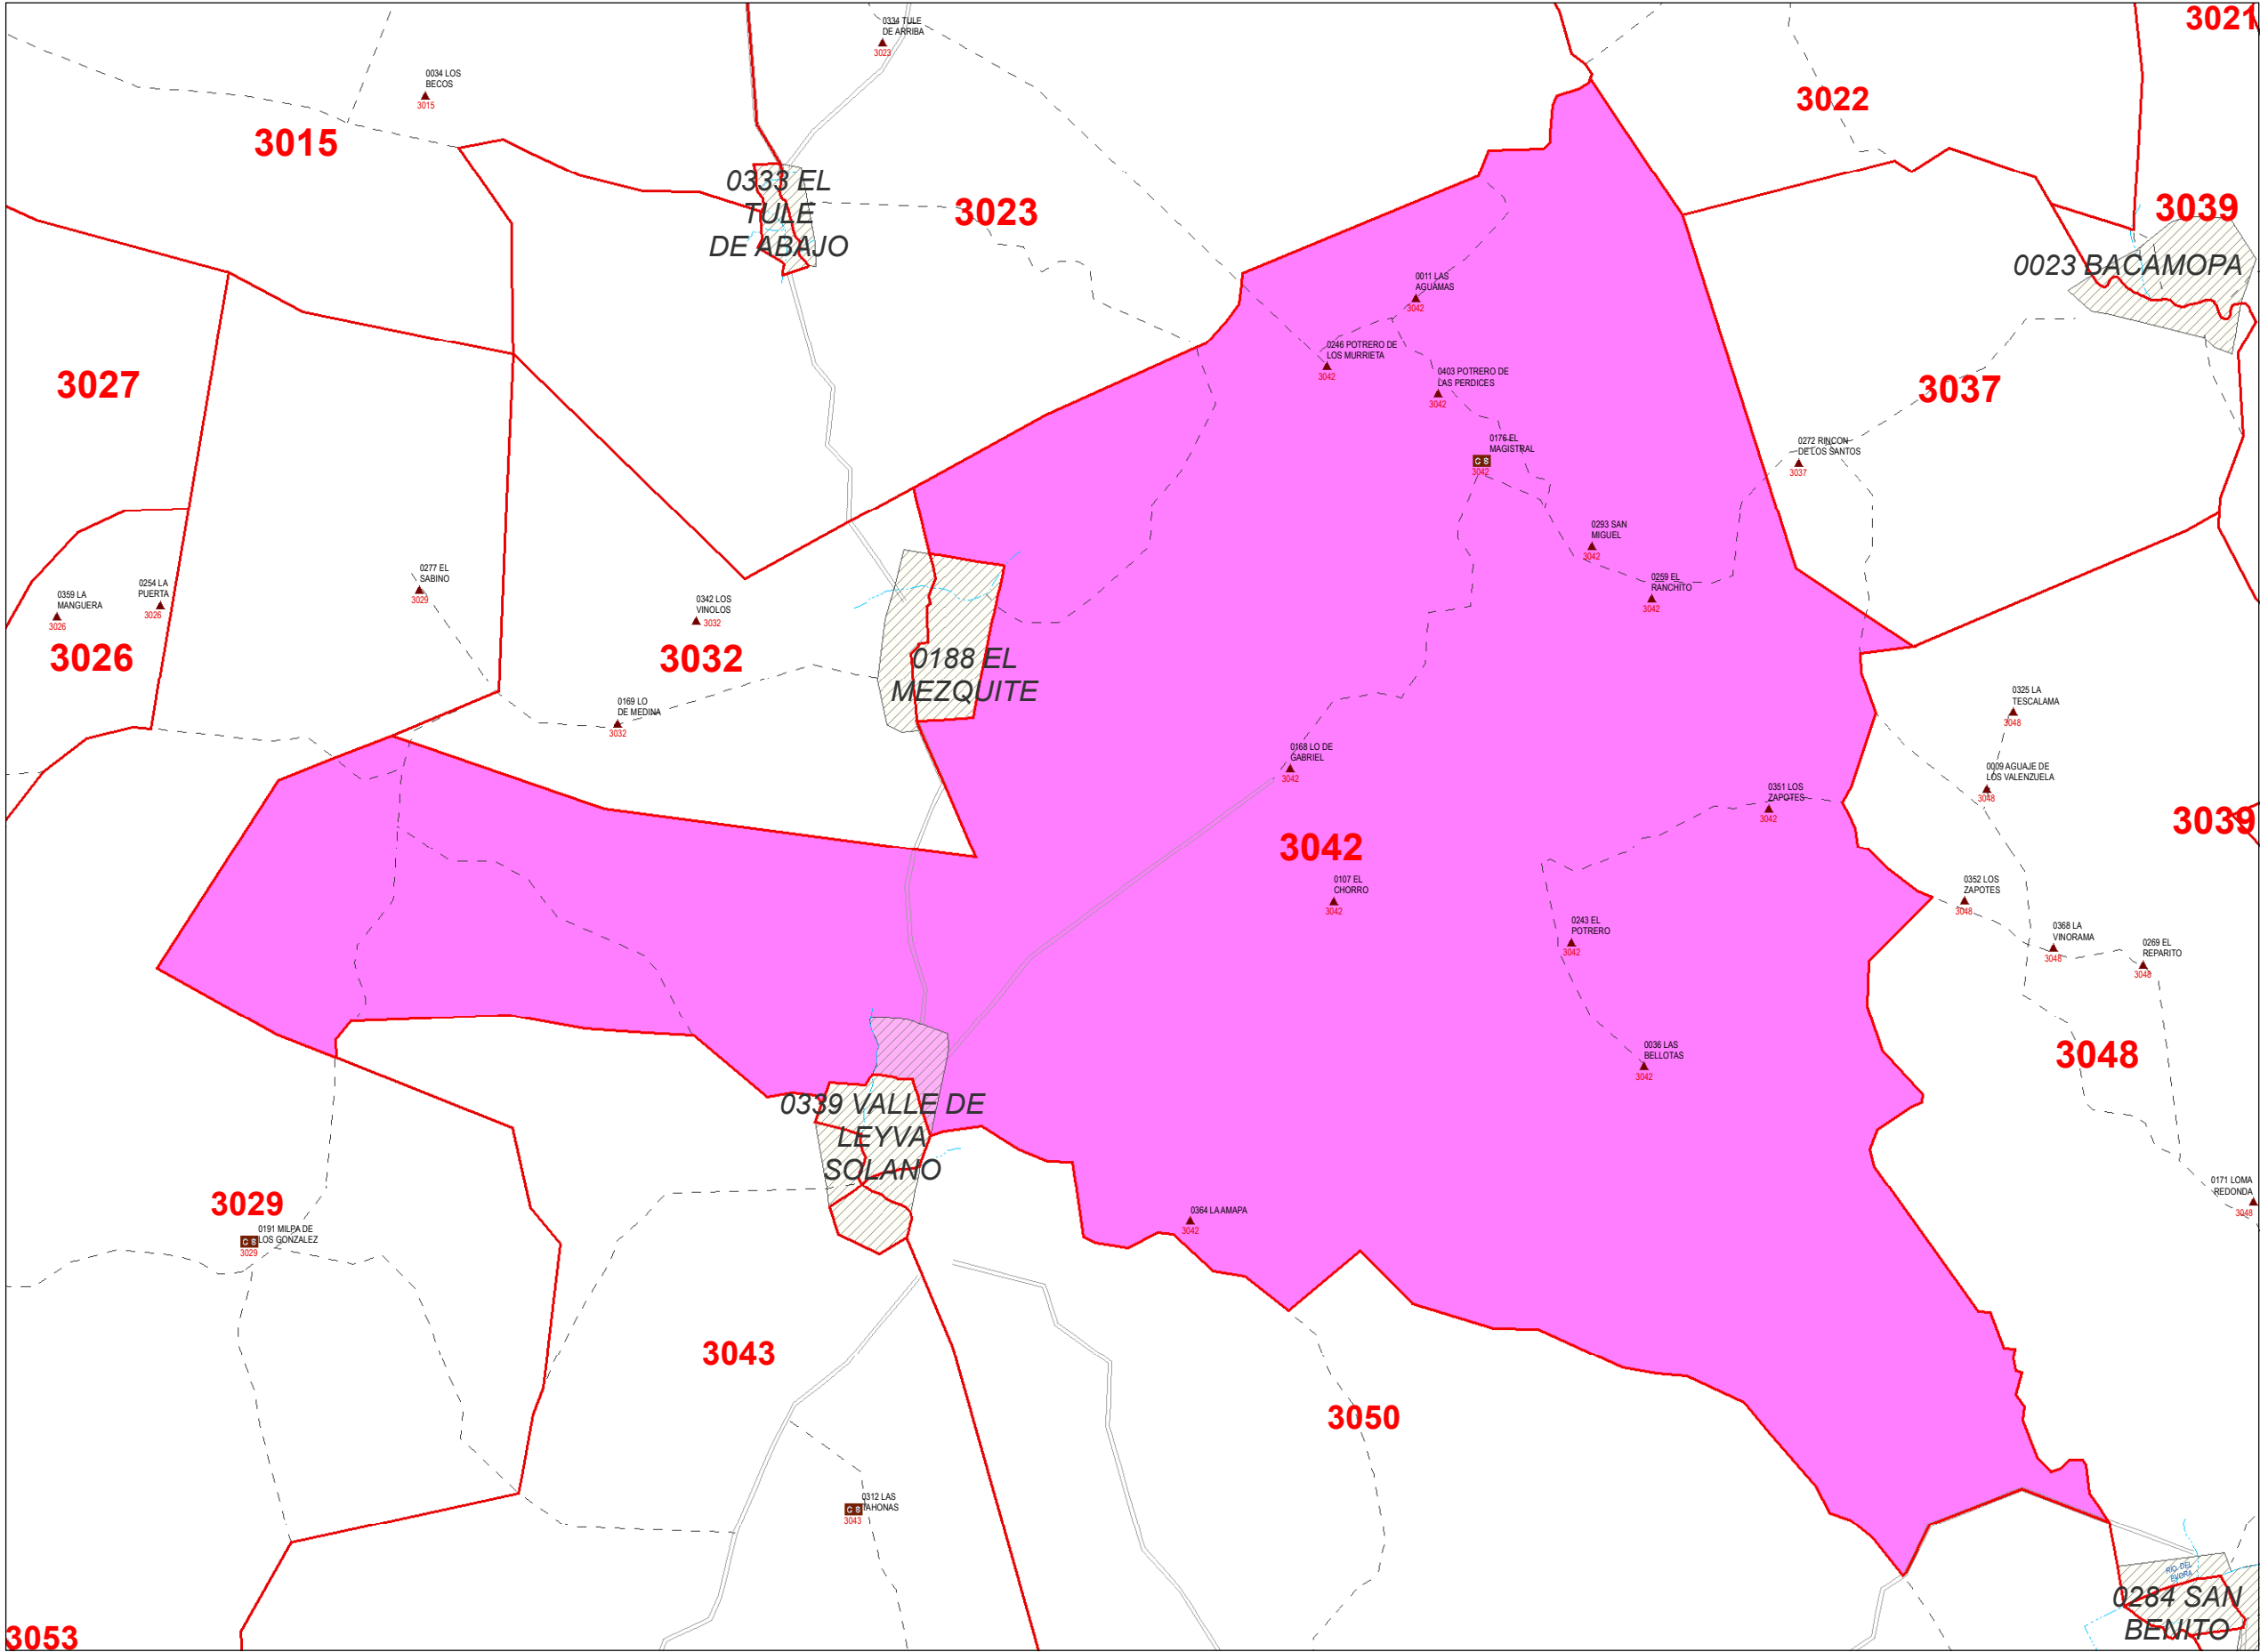 3021
0334 TULE
DE ARRIBA
3023
0034 LOS
BECOS
3015
3015
3022
0333 EL
TULE
DE ABAJO
3023
3039
0023 BACAMOPA
0011 LAS
AGUAMAS
3042
0246 POTRERO DE
LOS MURRIETA
3042
0403 POTRERO DE
LAS PERDICES
3042
3027
3037
0176 EL
MAGISTRAL
C S
3042
0272 RINCON
DE LOS SANTOS
3037
0293 SAN
MIGUEL
3042
0259 EL
RANCHITO
3042
0277 EL
SABINO
3029
0254 LA
PUERTA
3026
0359 LA
MANGUERA
3026
3026
0342 LOS
VINOLOS
3032
3032
0188 EL
MEZQUITE
0169 LO
DE MEDINA
3032
0325 LA
TESCALAMA
3048
0168 LO DE
GABRIEL
3042
0009 AGUAJE DE
LOS VALENZUELA
3048
0351 LOS
ZAPOTES
3042
3039
3042
0107 EL
CHORRO
3042
0352 LOS
ZAPOTES
3048
0243 EL
POTRERO
3042
0368 LA
VINORAMA
3048
0269 EL
REPARITO
3048
0036 LAS
BELLOTAS
3042
3048
0339 VALLE DE
LEYVA
SOLANO
0171 LOMA
REDONDA
3048
3029
0191 MILPA DE
LOS GONZALEZ
C S
3029
0364 LA AMAPA
3042
3043
3050
0312 LAS
TAHONAS
C S
3043
RIO DEL
EVORA
0284 SAN
BENITO
3053